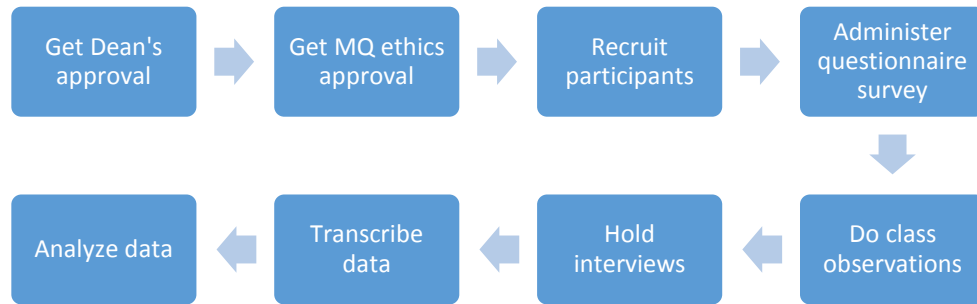 Get Dean's
approval
Get MQ ethics
approval
Recruit
participants
Administer
questionnaire
survey
Do class
observations
Hold
interviews
Transcribe
data
Analyze data